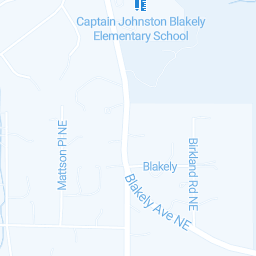 Captain Johnston Blakely
Elementary School
Mattson Pl NE
Birkland Rd NE
Blakely
Blakely Ave NE